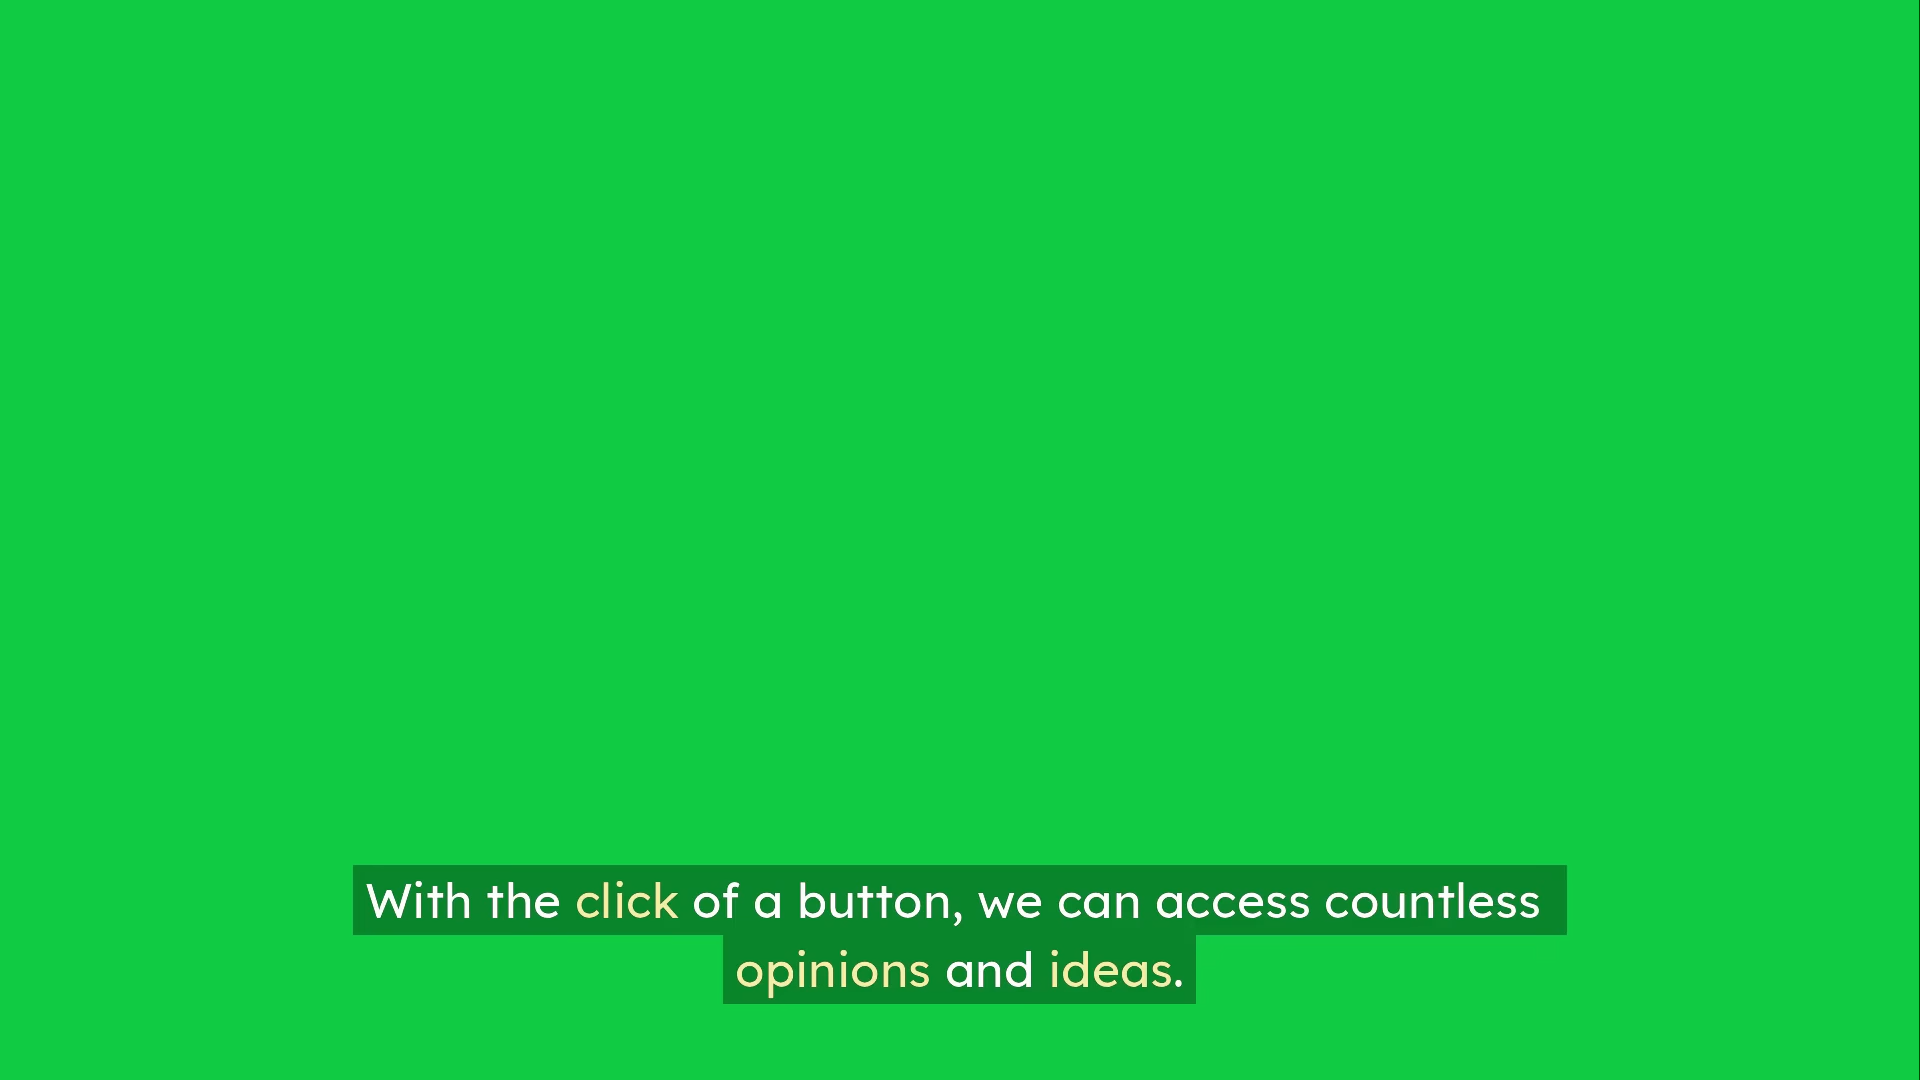 With the click of a button, we can access countless
opinions and ideas.